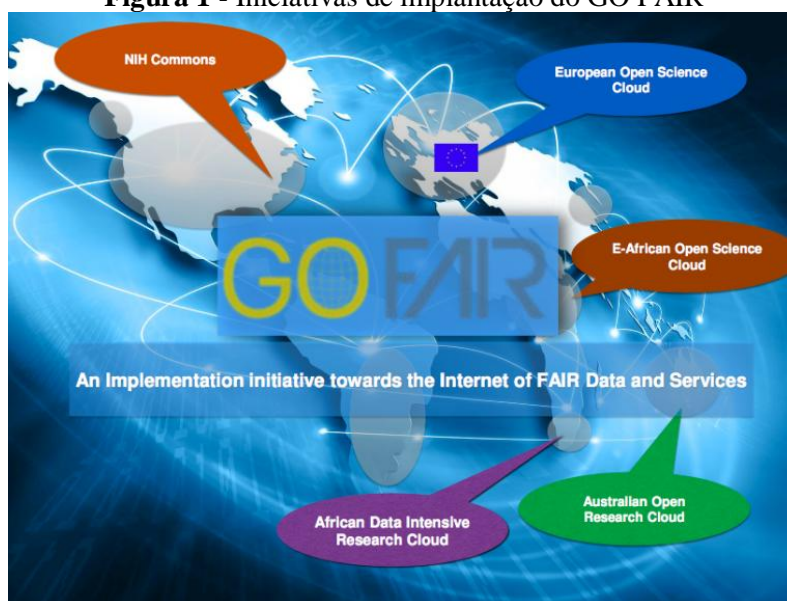 Figura 1 - Iniciativas de implantação do GO FAIR
NIH Commons
European Open Science
Cloud
GO FAIR
E-African Open Science
Cloud
An Implementation initiative towards the Internet of FAIR Data and Services
African Data Intensive
Research Cloud
Australian Open
Research Cloud